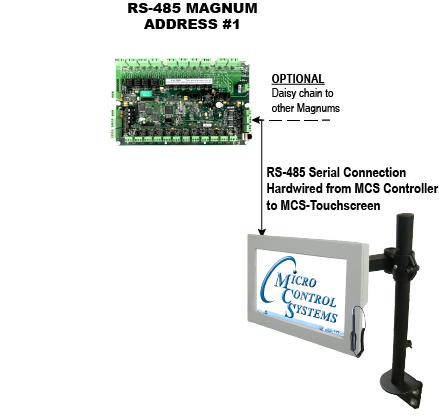 RS-485 MAGNUM
ADDRESS #1
OPTIONAL
Daisy chain to
other Magnums
RS-485 Serial Connection
Hardwired from MCS Controller
to MCS-Touchscreen
MICRO
CONTROL
SYSTEMS